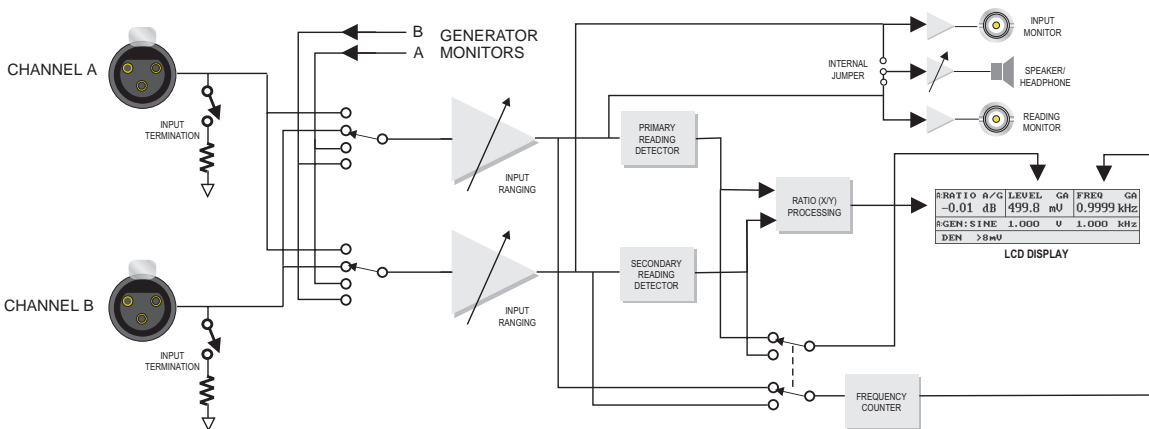 CHANNEL A
INPUT
TERMINATION
B
A
GENERATOR
MONITORS
INPUT
RANGING
PRIMARY
READING
DETECTOR
INTERNAL
JUMPER
INPUT
MONITOR
SPEAKER/
HEADPHONE
READING
MONITOR
RATIO (X/Y)
PROCESSING
A:RATIO A/G LEVEL GA FREQ GA
-0.01 dB 499.8 mV 0.9999 kHz
A:GEN:SINE 1.000 V 1.000 kHz
DEN >8mV
LCD DISPLAY
CHANNEL B
INPUT
TERMINATION
INPUT
RANGING
SECONDARY
READING
DETECTOR
FREQUENCY
COUNTER